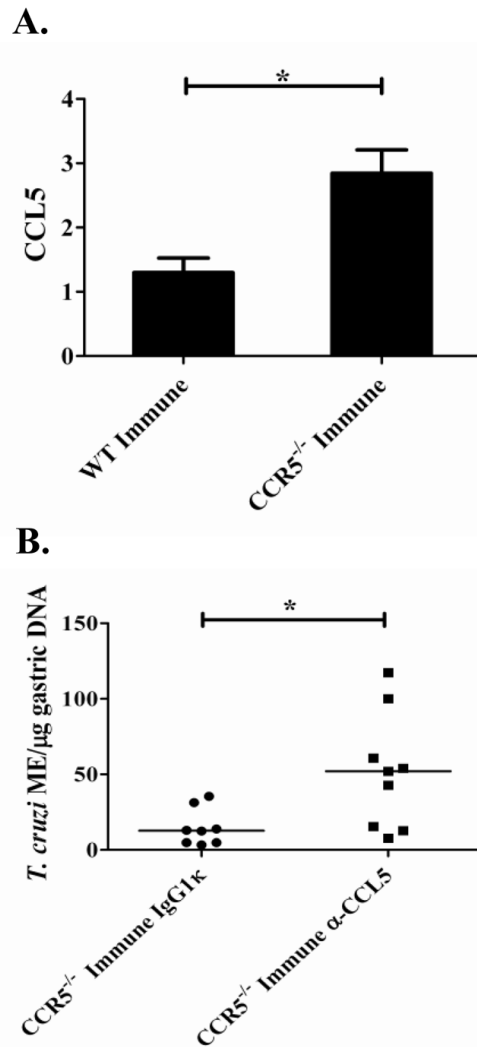 A.
*
4
3
2
1
0
CCL5
WT Immune
CCR5-/- Immune
B.
*
150
100
50
0
T. cruzi ME/μg gastric DNA
CCR5-/- Immune IgG1κ
CCR5-/- Immune α-CCL5